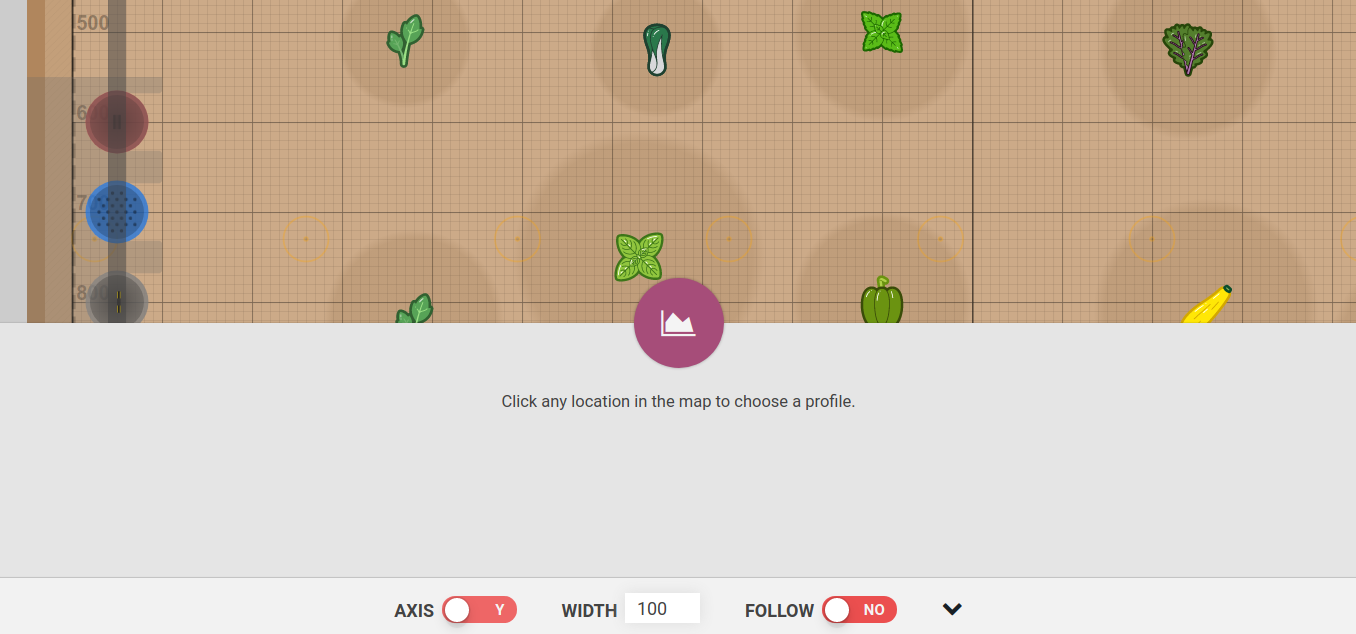 500
Click any location in the map to choose a profile.
AXIS Y WIDTH 100 FOLLOW NO